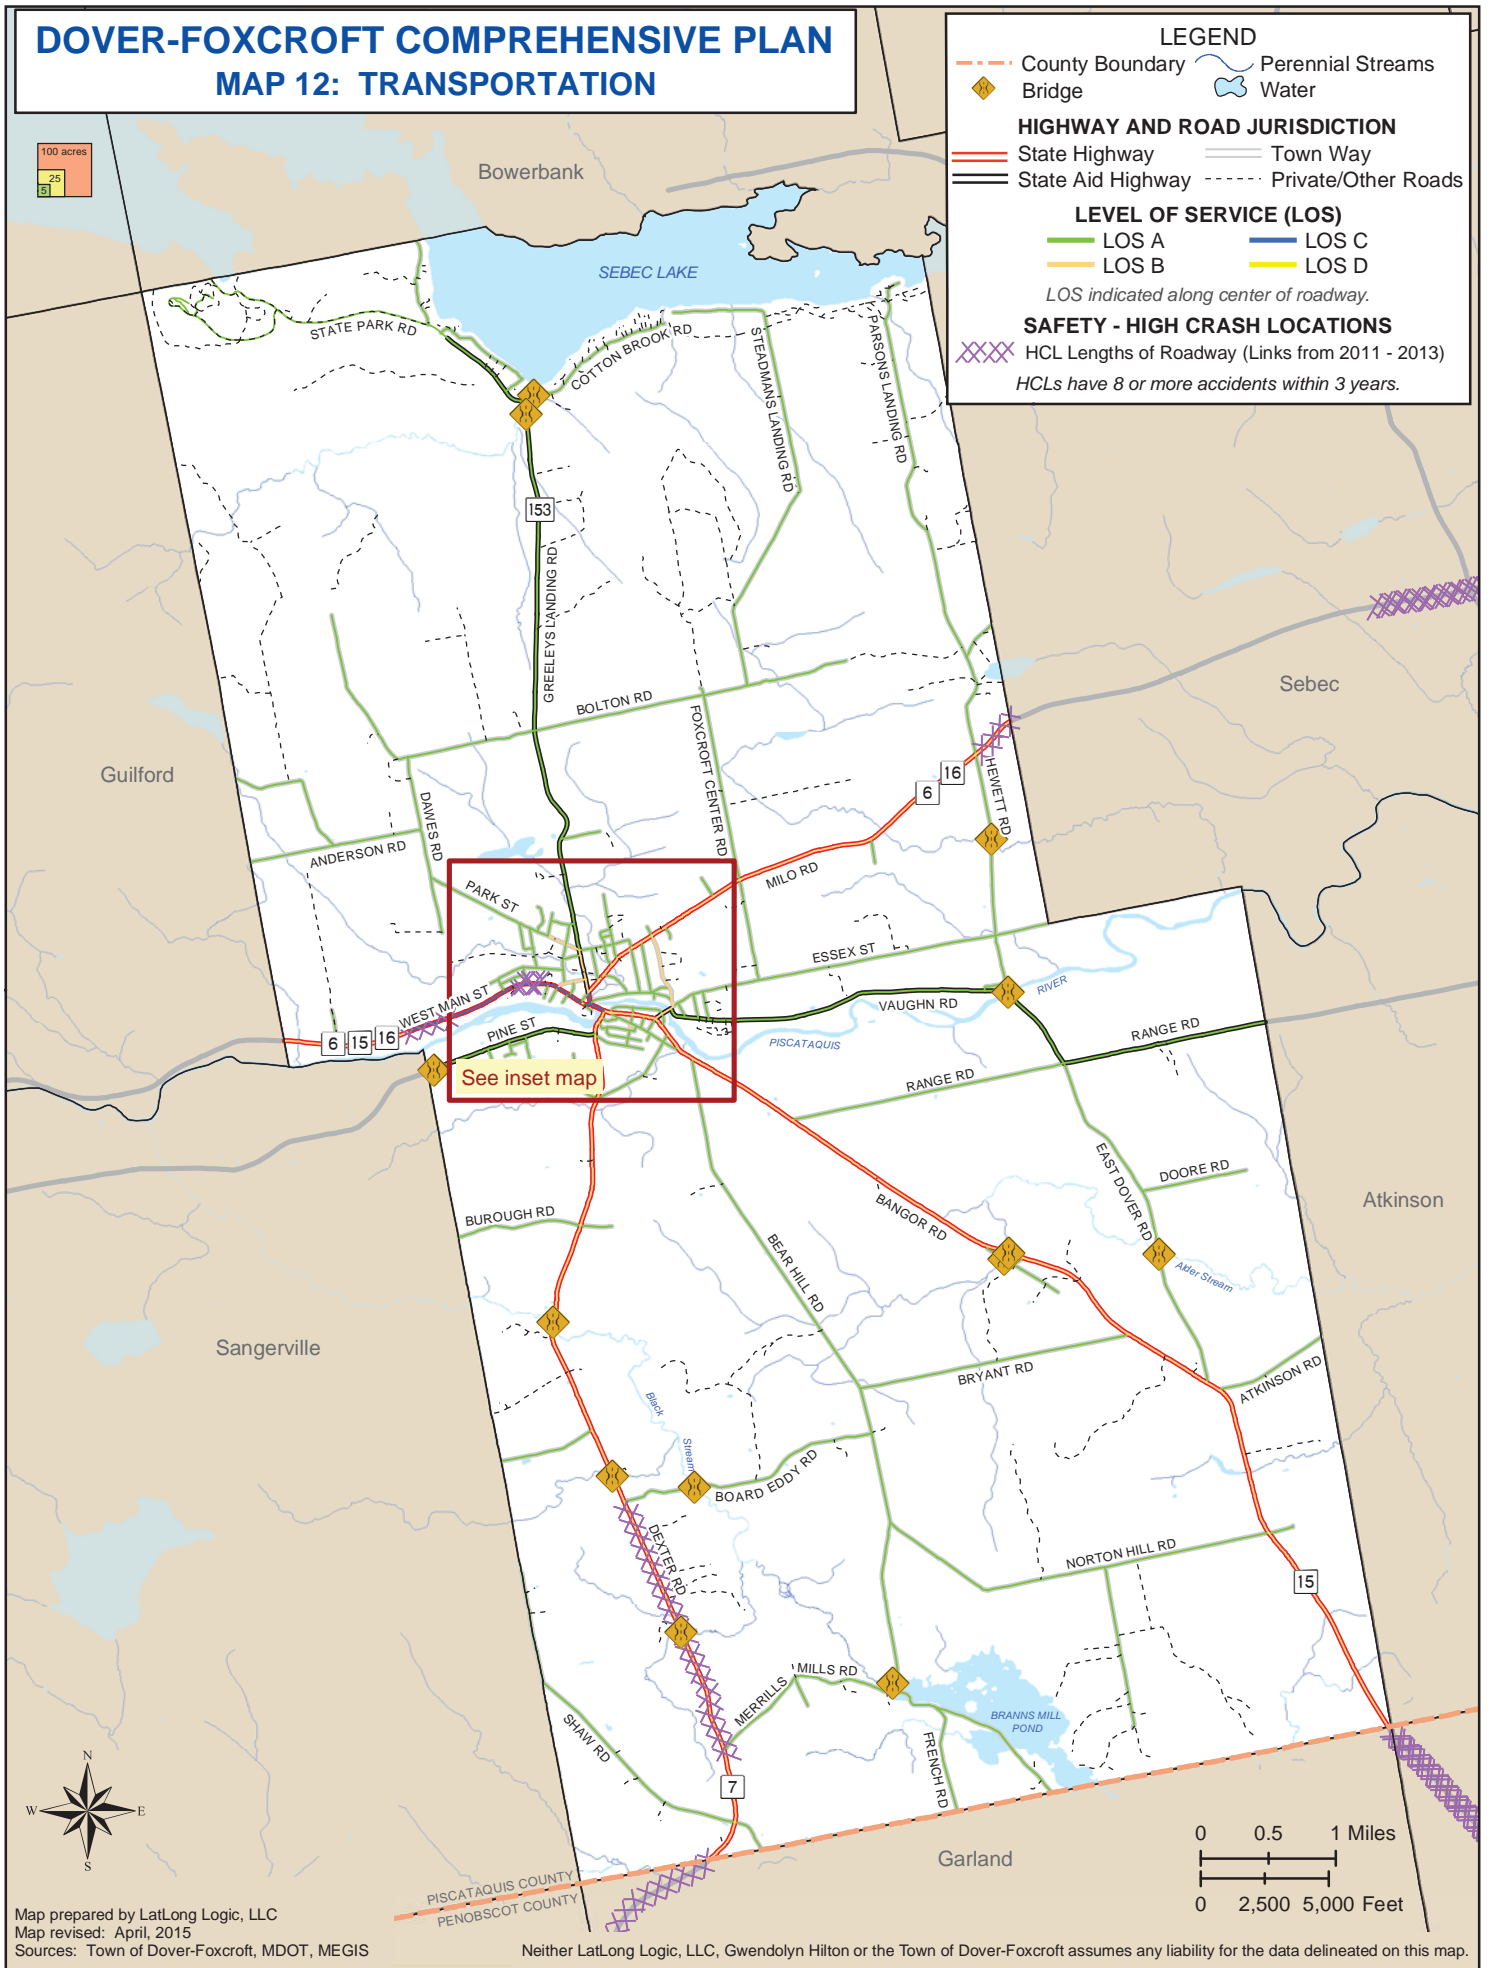 DOVER-FOXCROFT COMPREHENSIVE PLAN
MAP 12: TRANSPORTATION
LEGEND
County Boundary
Perennial Streams
Bridge
Water
HIGHWAY AND ROAD JURISDICTION
State Highway
Town Way
State Aid Highway
Private/Other Roads
LEVEL OF SERVICE (LOS)
LOS A
LOS C
LOS B
LOS D
LOS indicated along center of roadway.
SAFETY - HIGH CRASH LOCATIONS
HCL Lengths of Roadway (Links from 2011 - 2013)
HCLs have 8 or more accidents within 3 years.
100 acres
25
5
Bowerbank
SEBEC LAKE
STATE PARK RD
COTTON BROOK RD
STEADMANS LANDING RD
PARSONS LANDING RD
153
GREELEYS LANDING RD
BOLTON RD
FOXCROFT CENTER RD
Sebec
Guilford
16
6
HEWETT RD
DAWES RD
ANDERSON RD
MILO RD
PARK ST
ESSEX ST
WEST MAIN ST
VAUGHN RD
RIVER
6
15
16
PINE ST
PISCATAQUIS
RANGE RD
See inset map
RANGE RD
EAST DOVER RD
DOORE RD
Atkinson
BUROUGH RD
BANGOR RD
BEAR HILL RD
Alder Stream
Sangerville
BRYANT RD
ATKINSON RD
Black
Stream
BOARD EDDY RD
DEXTER RD
NORTON HILL RD
15
MERRILLS
MILLS RD
BRANNS MILL
POND
SHAW RD
FRENCH RD
7
N
W
E
S
0 0.5 1 Miles
0 2,500 5,000 Feet
Garland
PISCATAQUIS COUNTY
PENOBSCOT COUNTY
Map prepared by LatLong Logic, LLC
Map revised: April, 2015
Sources: Town of Dover-Foxcroft, MDOT, MEGIS
Neither LatLong Logic, LLC, Gwendolyn Hilton or the Town of Dover-Foxcroft assumes any liability for the data delineated on this map.